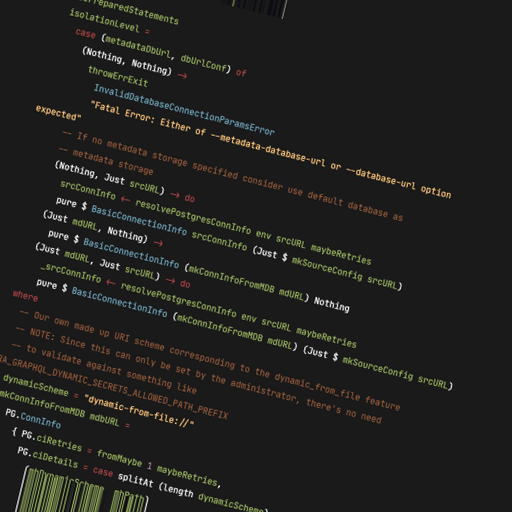 PreparedStatements
isolationLevel =
case (metadataDbUrl, dbUrlConf) of
(Nothing, Nothing) ->
throwErrExit
InvalidDatabaseConnectionParamsError
"Fatal Error: Either of --metadata-database-url or --database-url option
expected"
-- If no metadata storage specified consider use default database as
-- metadata storage
(Nothing, Just srcURL) -> do
srcConnInfo <- resolvePostgresConnInfo env srcURL maybeRetries
pure $ BasicConnectionInfo srcConnInfo (Just $ mkSourceConfig srcURL)
(Just mdURL, Nothing) ->
pure $ BasicConnectionInfo (mkConnInfoFromMDB mdURL) Nothing
(Just mdURL, Just srcURL) -> do
_srcConnInfo <- resolvePostgresConnInfo env srcURL maybeRetries
pure $ BasicConnectionInfo (mkConnInfoFromMDB mdURL) (Just $ mkSourceConfig srcURL)
where
-- Our own made up URI scheme corresponding to the dynamic_from_file feature
-- NOTE: Since this can only be set by the administrator, there's no need
-- to validate against something like
RA_GRAPHQL_DYNAMIC_SECRETS_ALLOWED_PATH_PREFIX
dynamicScheme = "dynamic-from-file://"
mkConnInfoFromMDB mdbURL =
PG.ConnInfo
{ PG.ciRetries = fromMaybe 1 maybeRetries,
PG.ciDetails = case splitAt (length dynamicScheme)